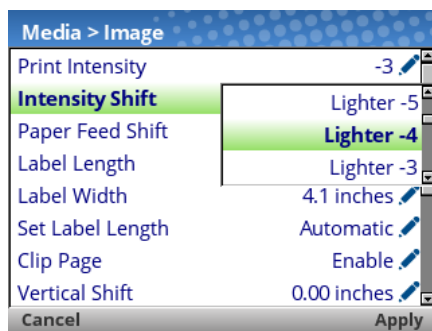 Media > Image
Print Intensity -3
Intensity Shift Lighter -5
Lighter -4
Paper Feed Shift
Label Length Lighter -3
Label Width 4.1 inches
Set Label Length Automatic
Clip Page Enable
Vertical Shift 0.00 inches
Cancel Apply